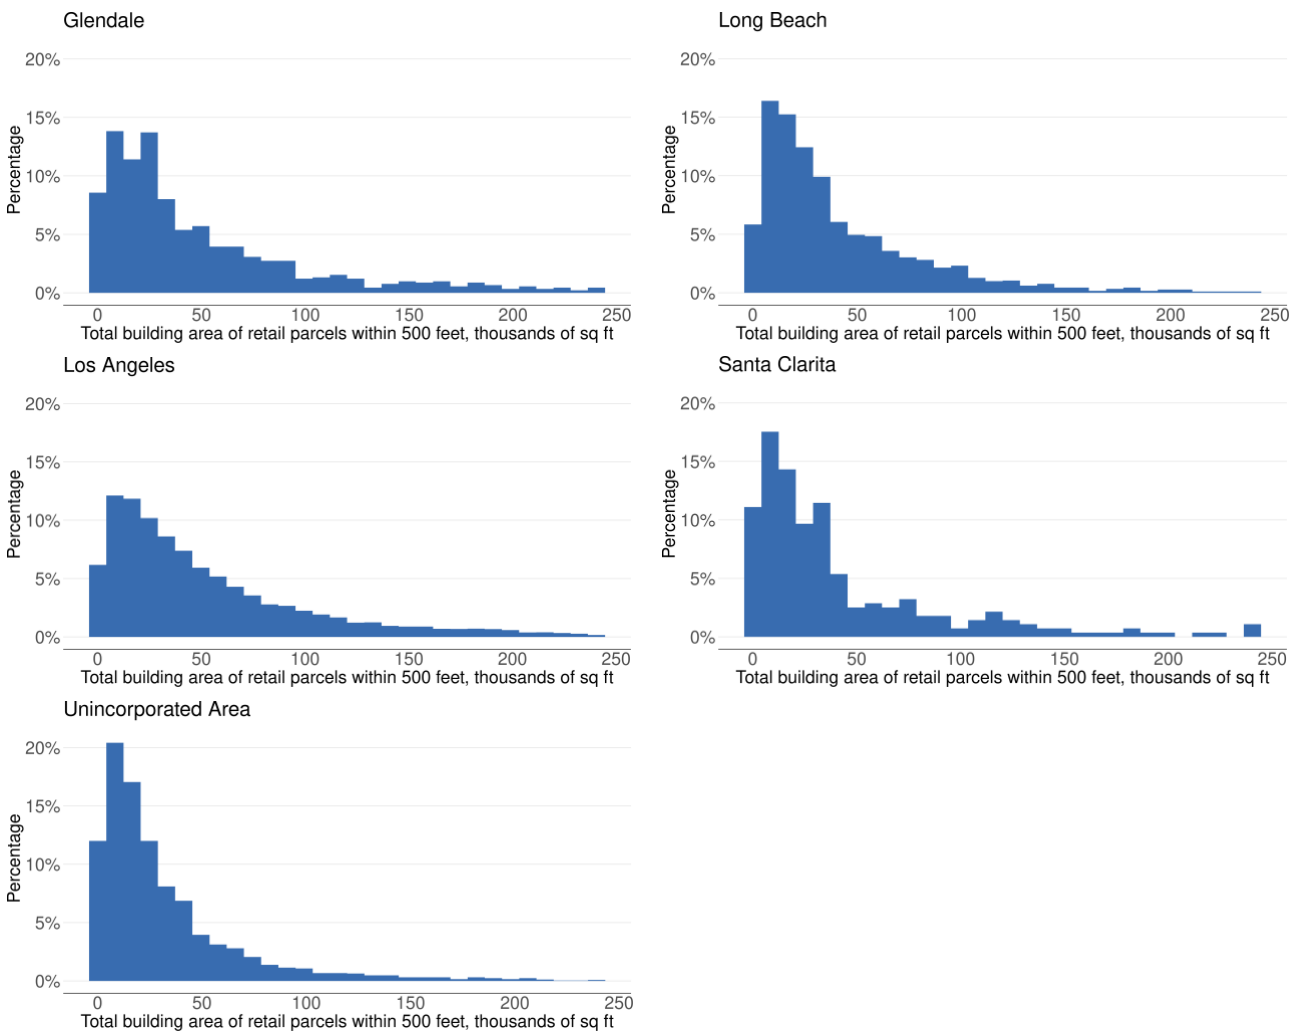 Glendale
20%
15%
10%
5%
0%
Percentage
0 50 100 150 200 250
Total building area of retail parcels within 500 feet, thousands of sq ft
Long Beach
20%
15%
10%
5%
0%
Percentage
0 50 100 150 200 250
Total building area of retail parcels within 500 feet, thousands of sq ft
Los Angeles
20%
15%
10%
5%
0%
Percentage
0 50 100 150 200 250
Total building area of retail parcels within 500 feet, thousands of sq ft
Santa Clarita
20%
15%
10%
5%
0%
Percentage
0 50 100 150 200 250
Total building area of retail parcels within 500 feet, thousands of sq ft
Unincorporated Area
20%
15%
10%
5%
0%
Percentage
0 50 100 150 200 250
Total building area of retail parcels within 500 feet, thousands of sq ft